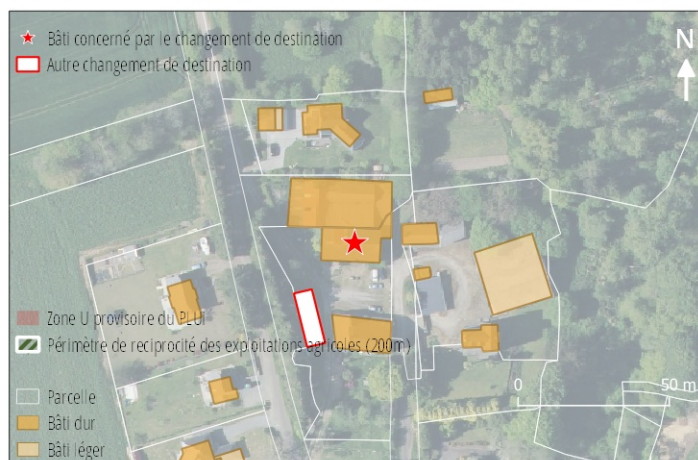 Bâti concerné par le changement de destination
Autre changement de destination
N
Zone U provisoire du PLUi
Périmètre de reciprocité des exploitations agricoles (200m)
Parcelle
Bâti dur
Bâti léger
0 50 m